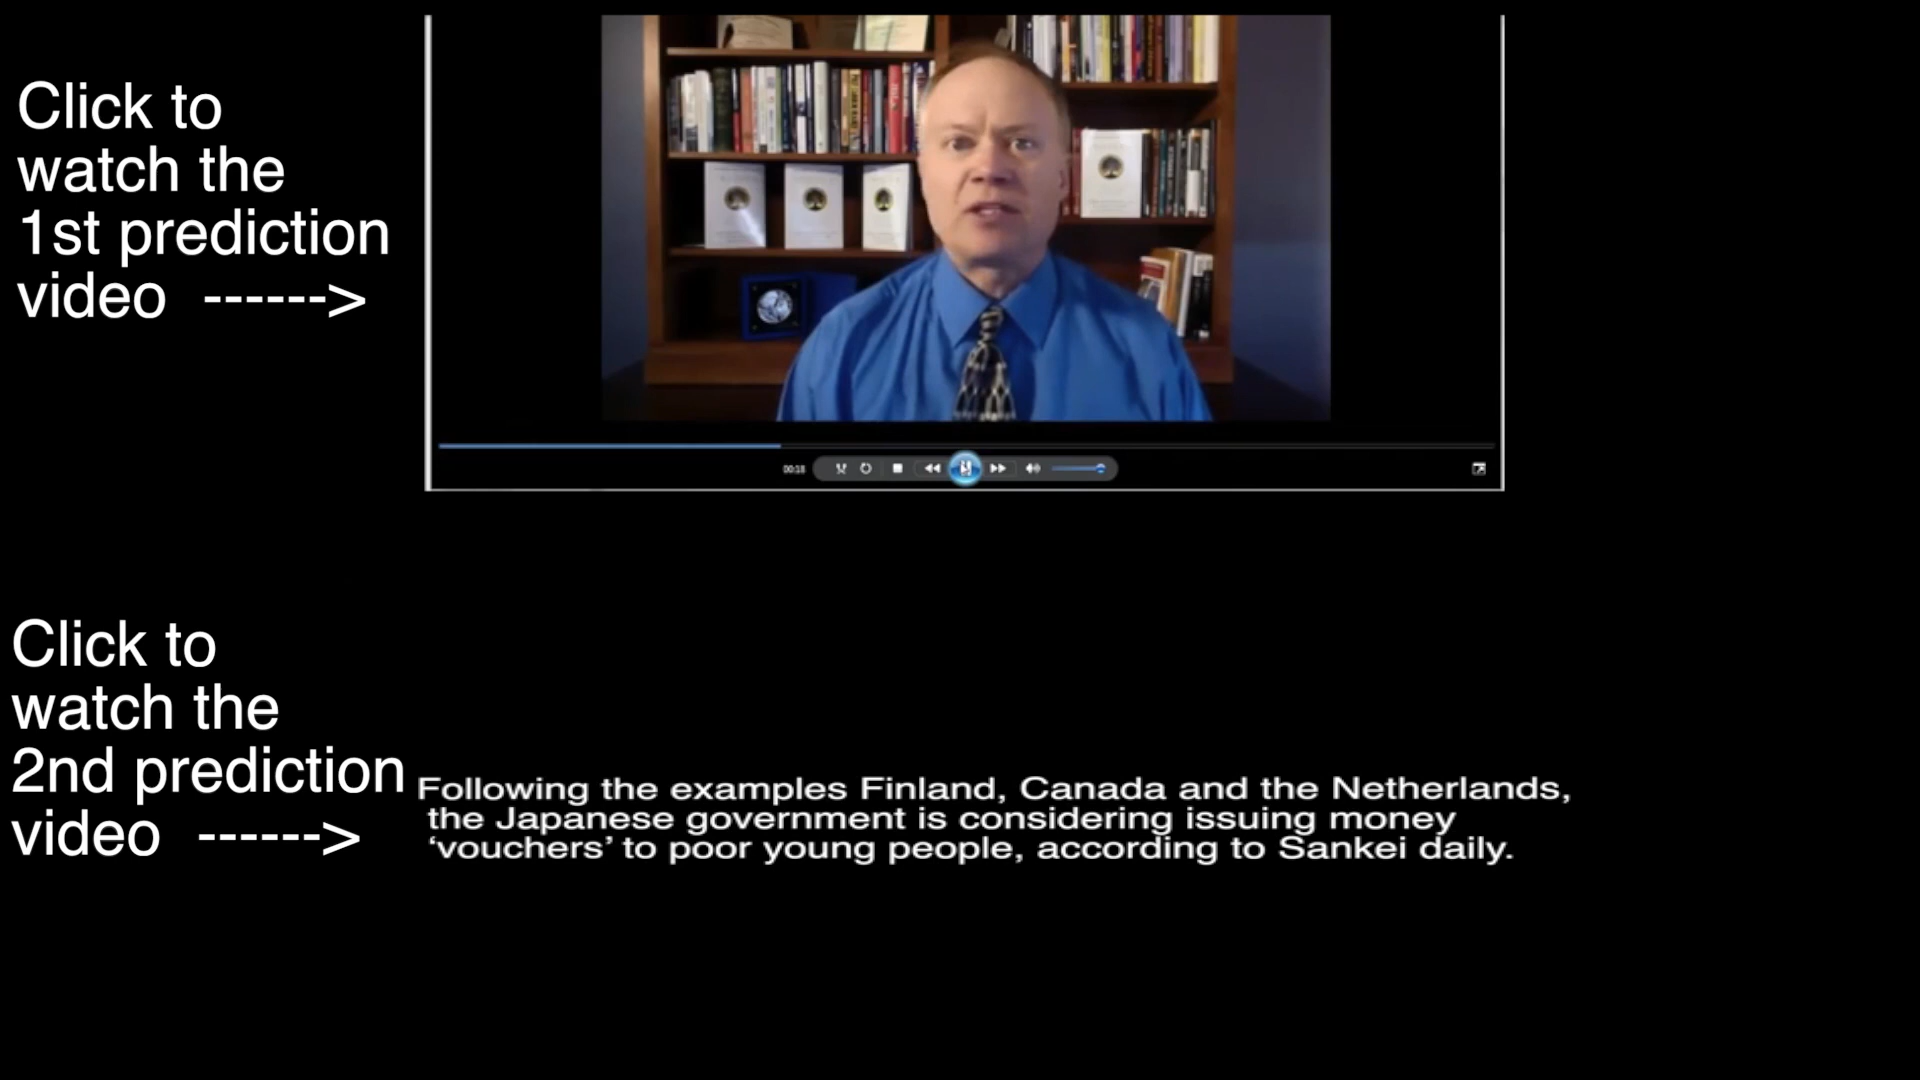 Click to
watch the
1st prediction
video ------>
00:18
Click to
watch the
2nd prediction
video ------>
Following the examples Finland, Canada and the Netherlands,
the Japanese government is considering issuing money
‘vouchers’ to poor young people, according to Sankei daily.